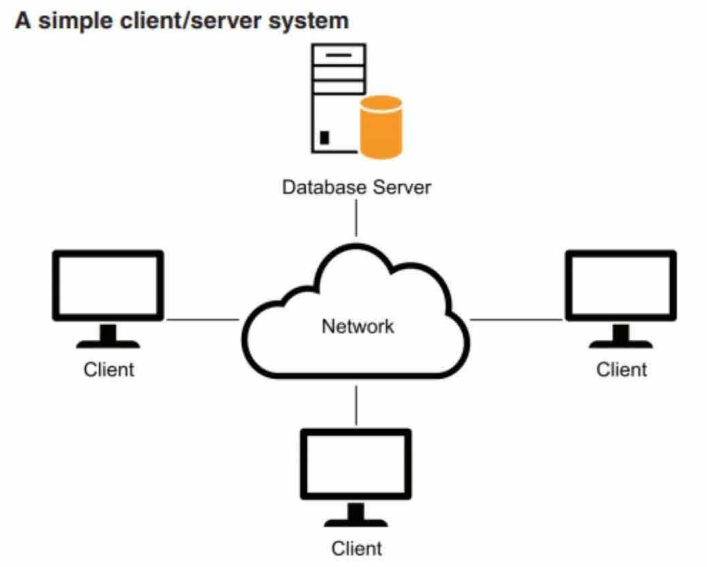 A simple client/server system
Database Server
Network
Client
Client
Client